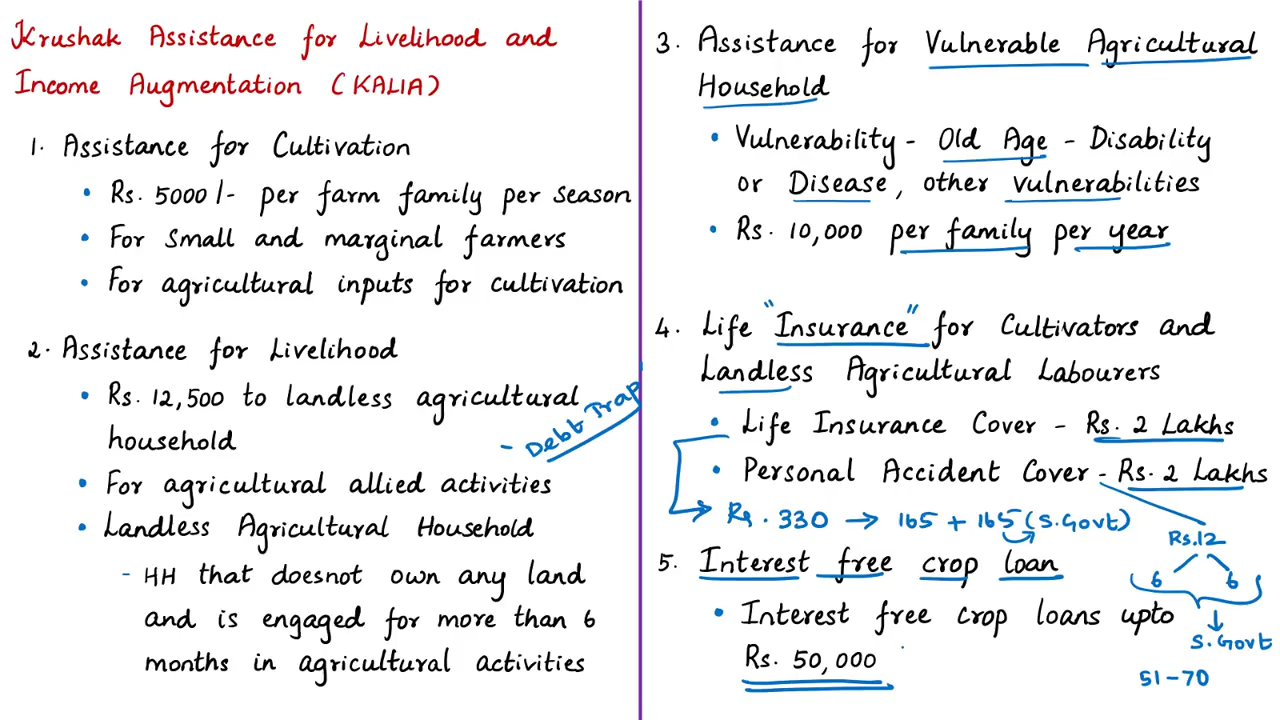 Krushak Assistance for Livelihood and
Income Augmentation (KALIA)
1. Assistance for Cultivation
• Rs. 5000/- per farm family per season
• For small and marginal farmers
• For agricultural inputs for cultivation
2. Assistance for Livelihood
• Rs. 12,500 to landless agricultural
household
- Debt Trap
• For agricultural allied activities
• Landless Agricultural Household
- HH that doesnot own any land
and is engaged for more than 6
months in agricultural activities
3. Assistance for Vulnerable Agricultural
Household
• Vulnerability - Old Age - Disability
or Disease, other vulnerabilities
• Rs. 10,000 per family per year
4. Life "Insurance" for Cultivators and
Landless Agricultural Labourers
• Life Insurance Cover - Rs. 2 Lakhs
• Personal Accident Cover - Rs. 2 Lakhs
Rs. 330 → 165 + 165 (S.Govt)
Rs.12
6 6
S.Govt
51-70
5. Interest free crop loan
• Interest free crop loans upto
Rs. 50,000